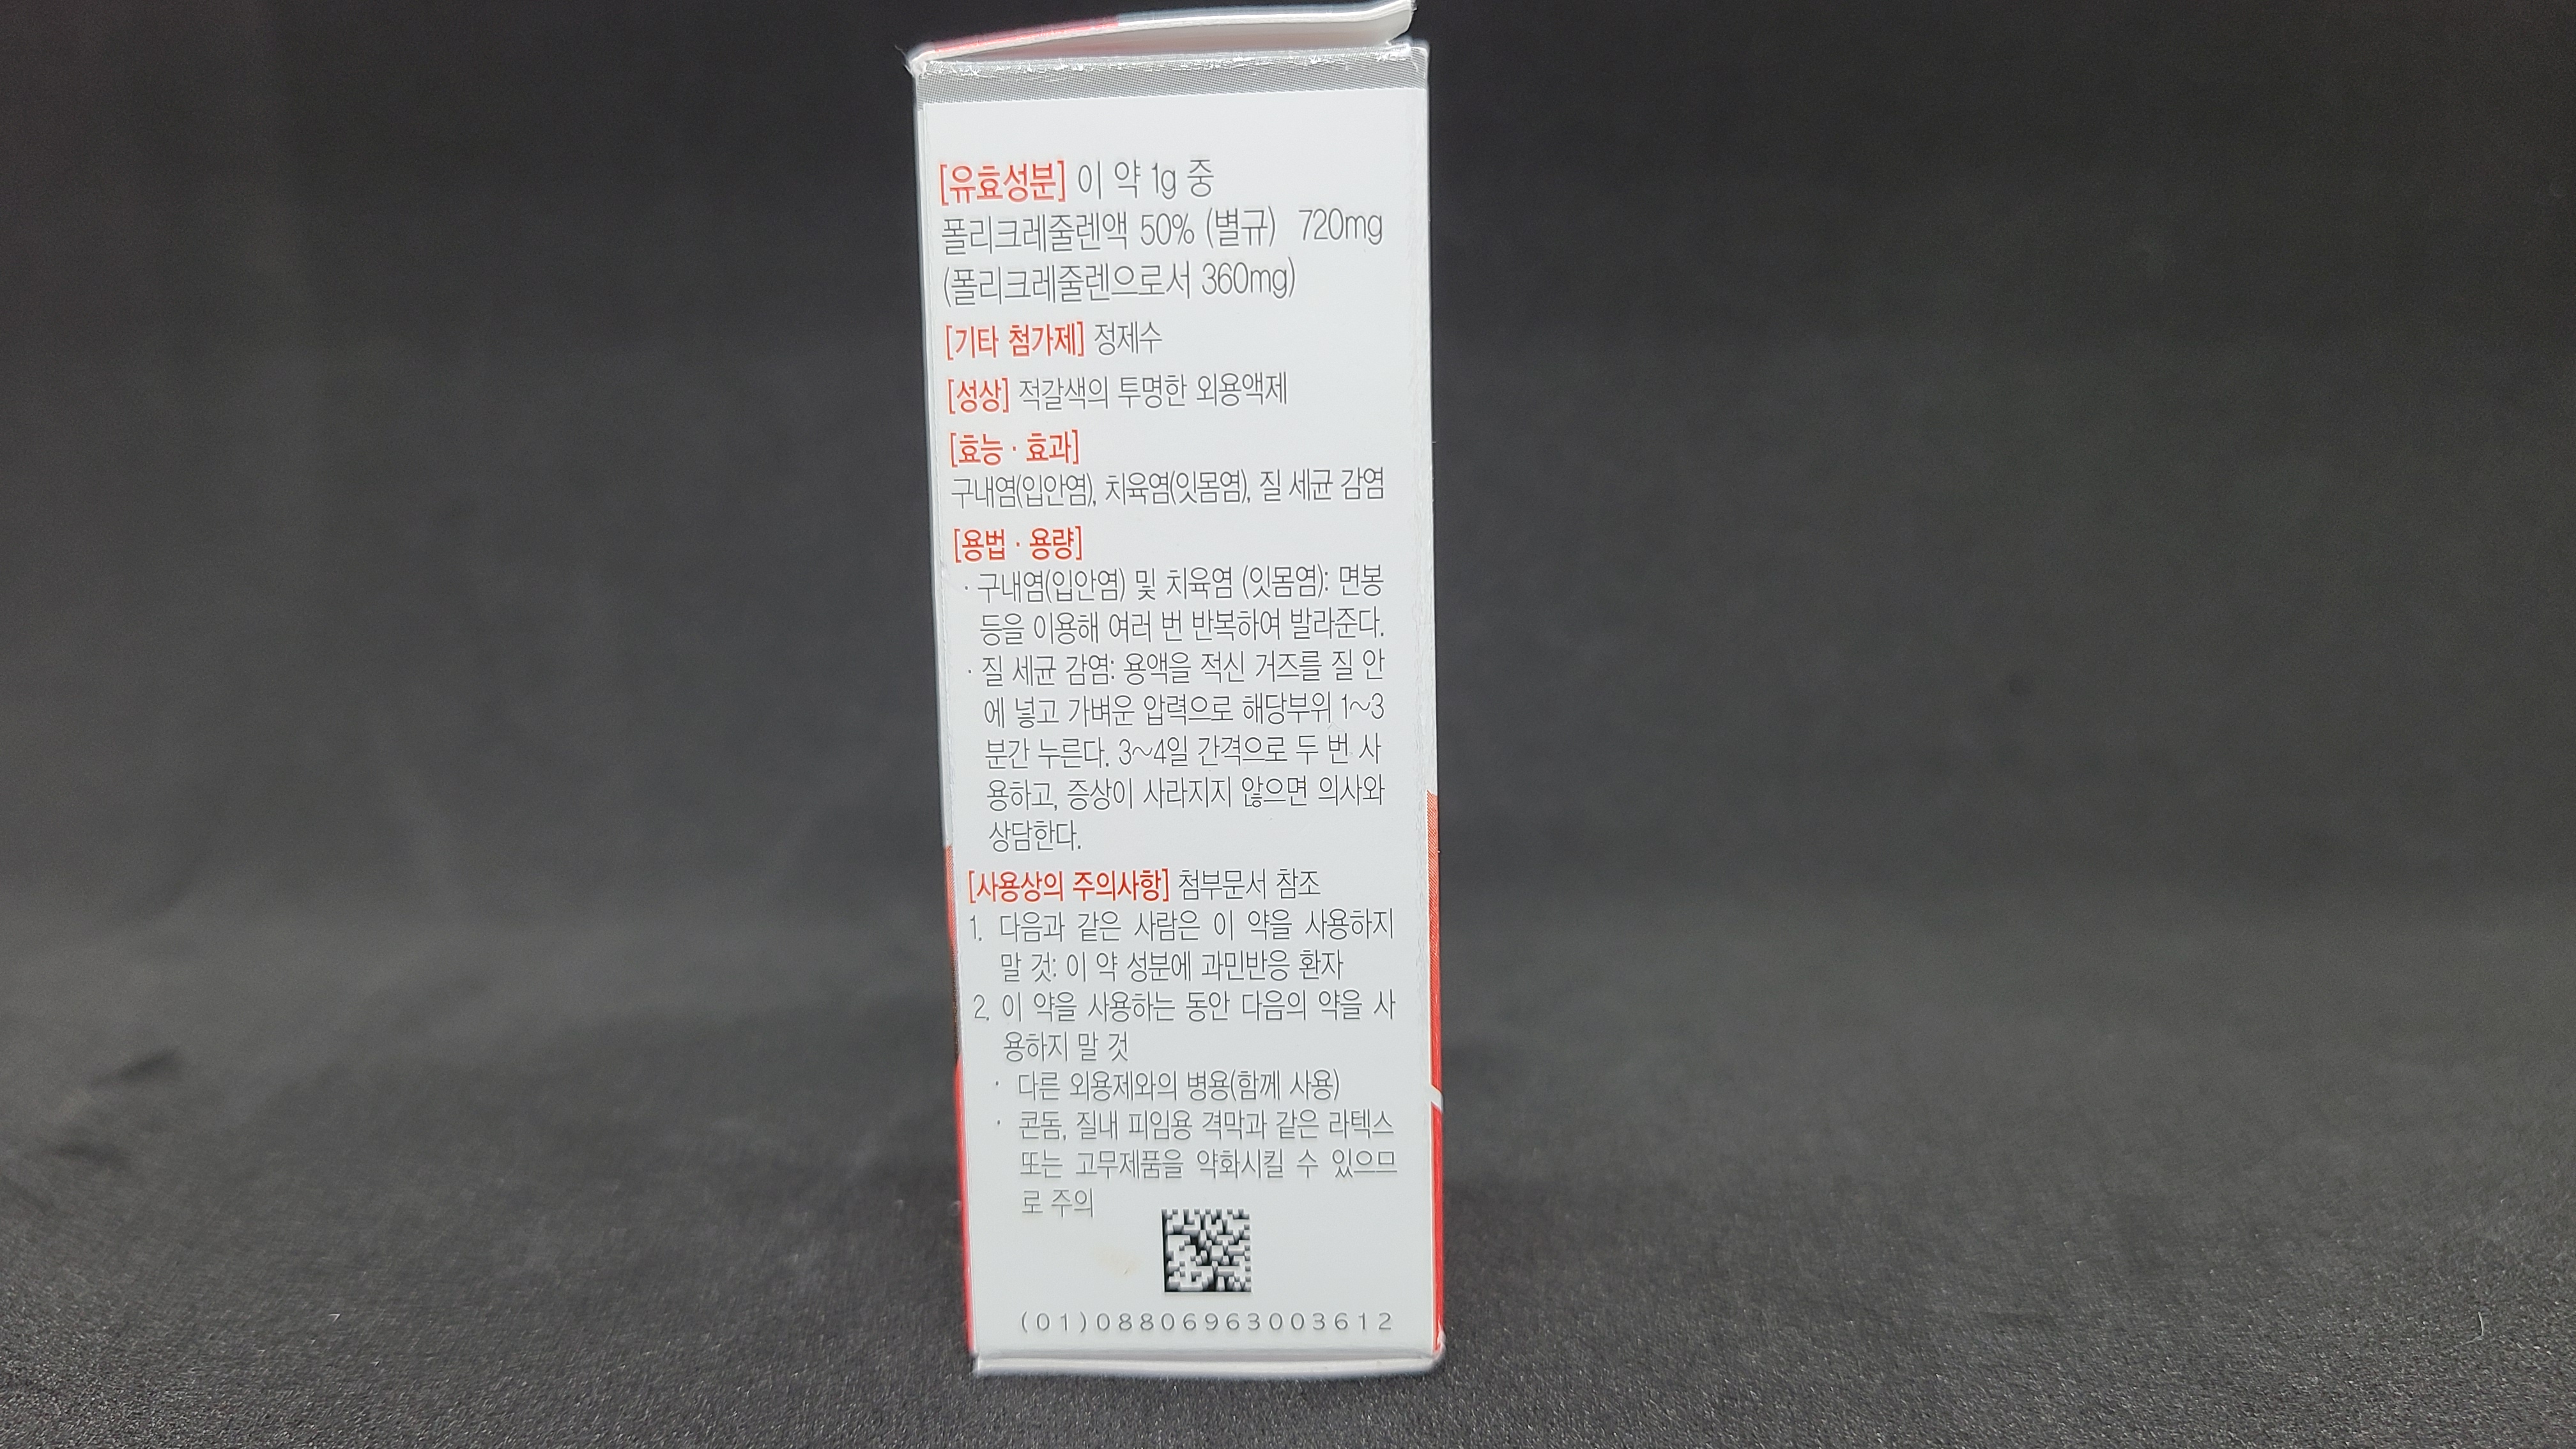 [유효성분] 이 약 1g 중
폴리크레줄렌액 50% (별규) 720mg
(폴리크레줄렌으로서 360mg)
[기타 첨가제] 정제수
[성상] 적갈색의 투명한 외용액제
[효능 · 효과]
구내염(입안염), 치육염(잇몸염), 질 세균 감염
[용법 · 용량]
· 구내염(입안염) 및 치육염 (잇몸염): 면봉
등을 이용해 여러 번 반복하여 발라준다.
· 질 세균 감염: 용액을 적신 거즈를 질 안
에 넣고 가벼운 압력으로 해당부위 1~3
분간 누른다. 3~4일 간격으로 두 번 사
용하고, 증상이 사라지지 않으면 의사와
상담한다.
[사용상의 주의사항] 첨부문서 참조
1. 다음과 같은 사람은 이 약을 사용하지
말 것: 이 약 성분에 과민반응 환자
2. 이 약을 사용하는 동안 다음의 약을 사
용하지 말 것
· 다른 외용제와의 병용(함께 사용)
· 콘돔, 질내 피임용 격막과 같은 라텍스
또는 고무제품을 약화시킬 수 있으므
로 주의
(01)08806963003612